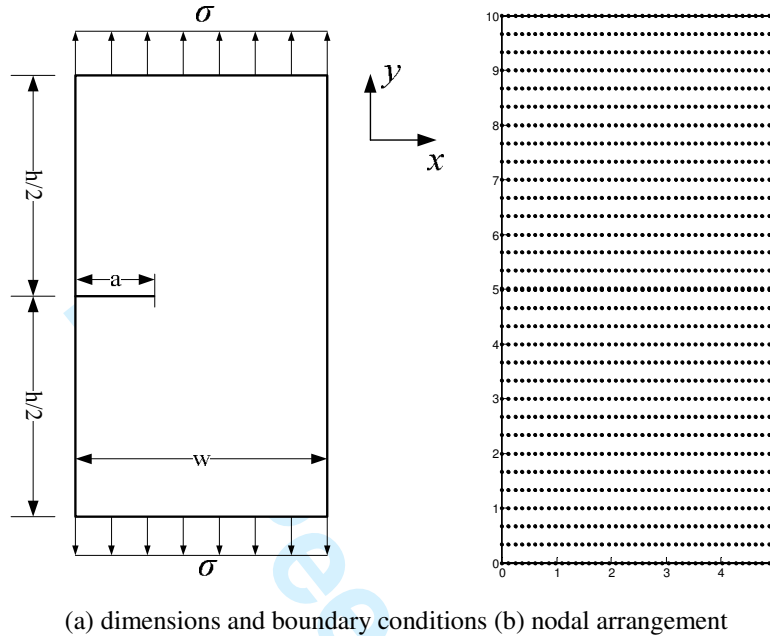 σ
y
x
h/2
a
h/2
w
σ
10
9
8
7
6
5
4
3
2
1
0
0 1 2 3 4
(a) dimensions and boundary conditions (b) nodal arrangement